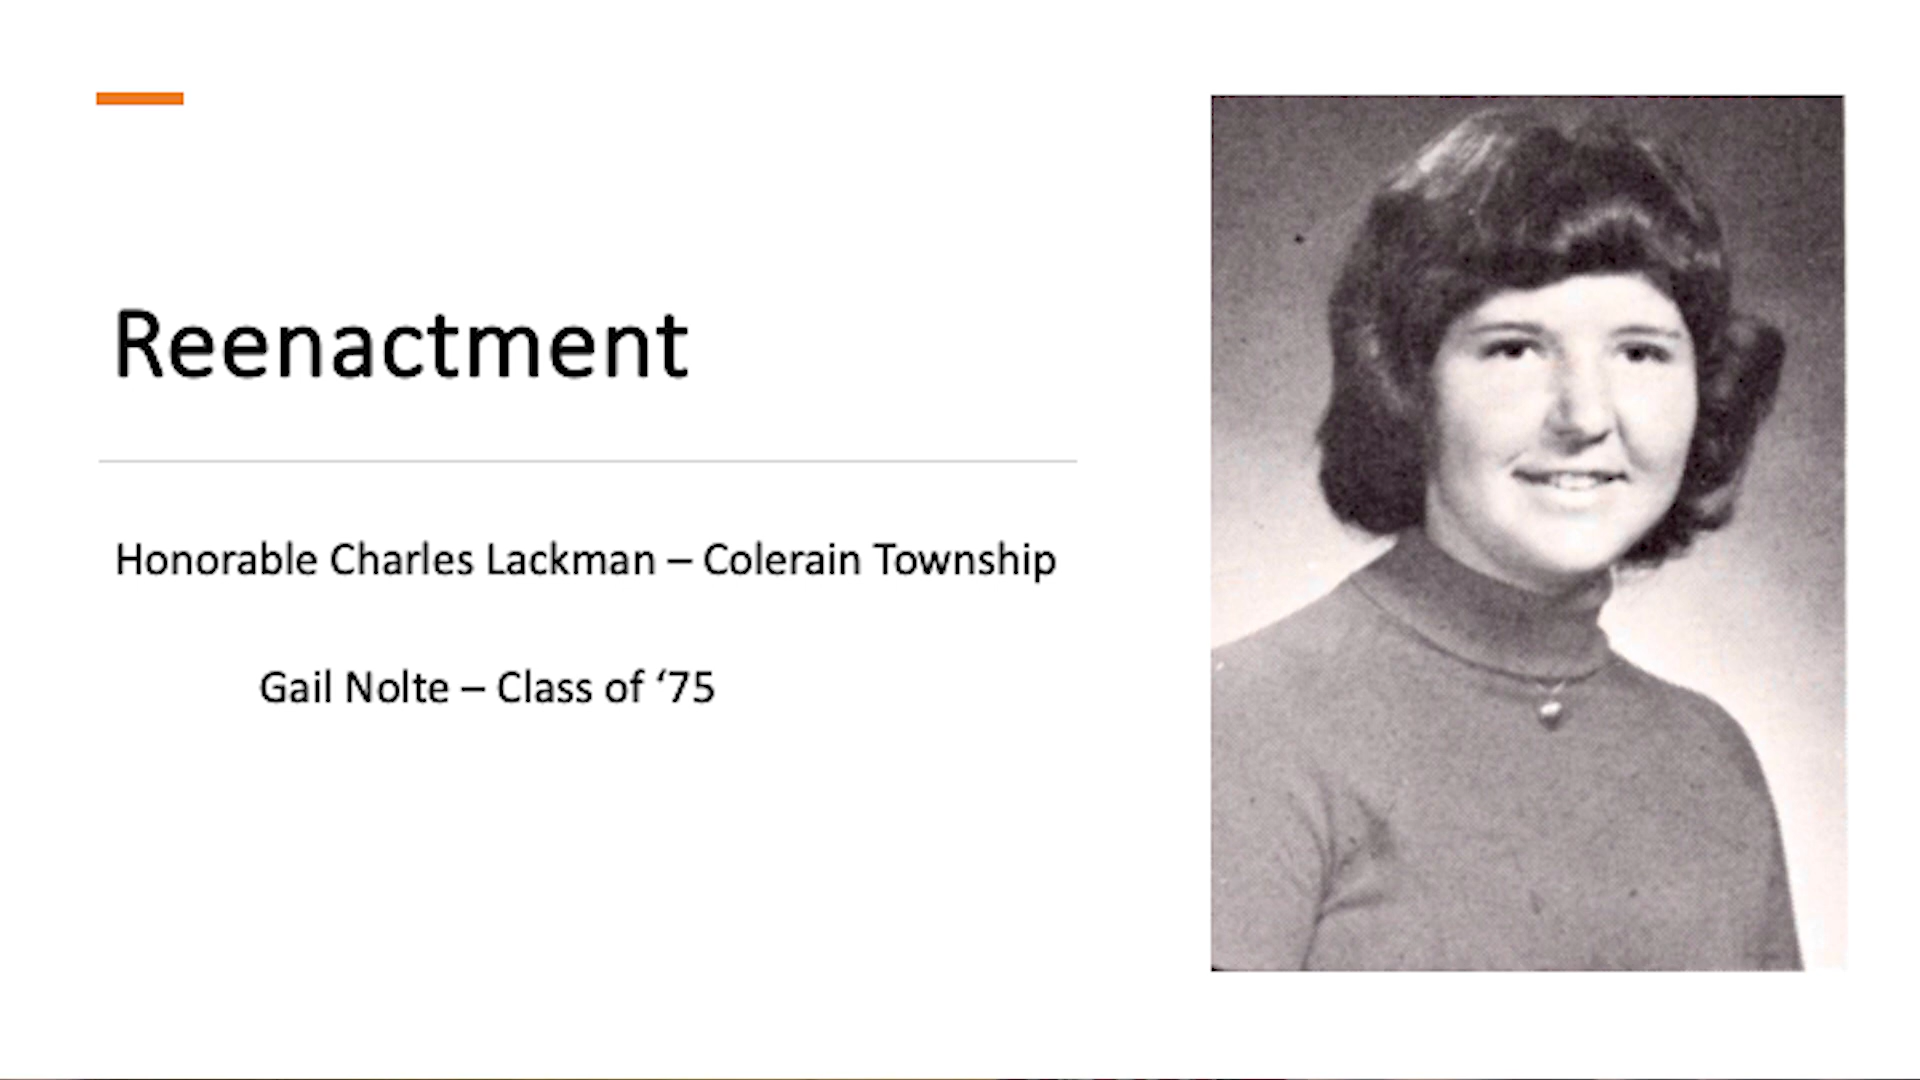 Reenactment
Honorable Charles Lackman – Colerain Township
Gail Nolte – Class of ‘75